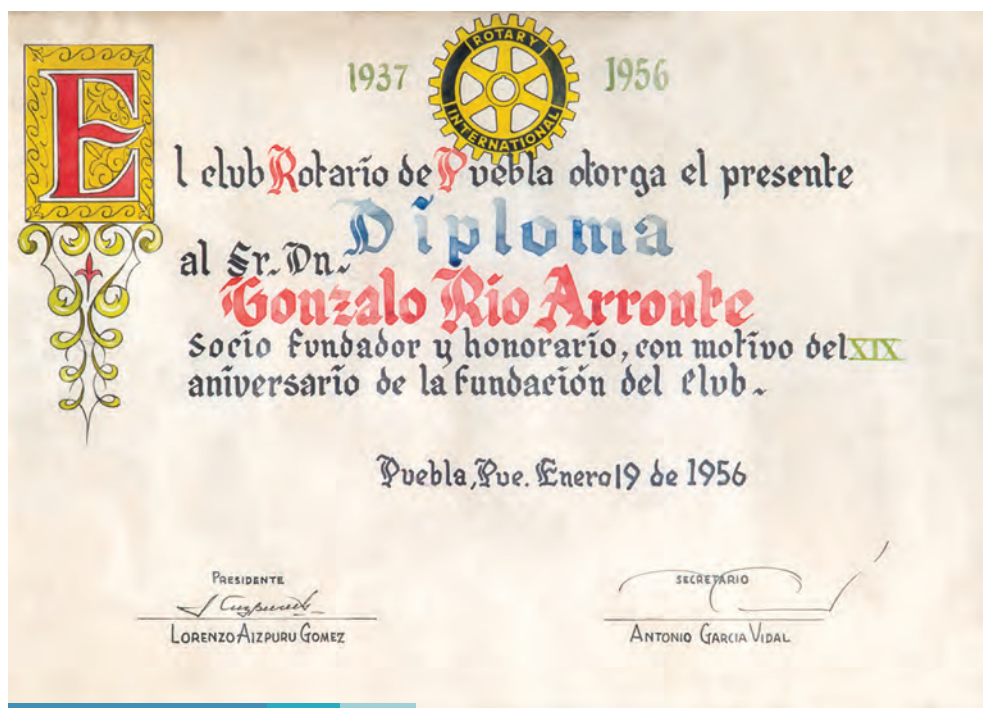 ROTARY
INTERNATIONAL
1937 1956
El club Rotario de Puebla otorga el presente
Diploma
al Sr. Dn.
Gonzalo Río Arronte
socio fundador y honorario, con motivo del XIX
aniversario de la fundación del Club.
Puebla, Pue. Enero 19 de 1956
PRESIDENTE
LORENZO AIZPURU GOMEZ
SECRETARIO
ANTONIO GARCIA VIDAL